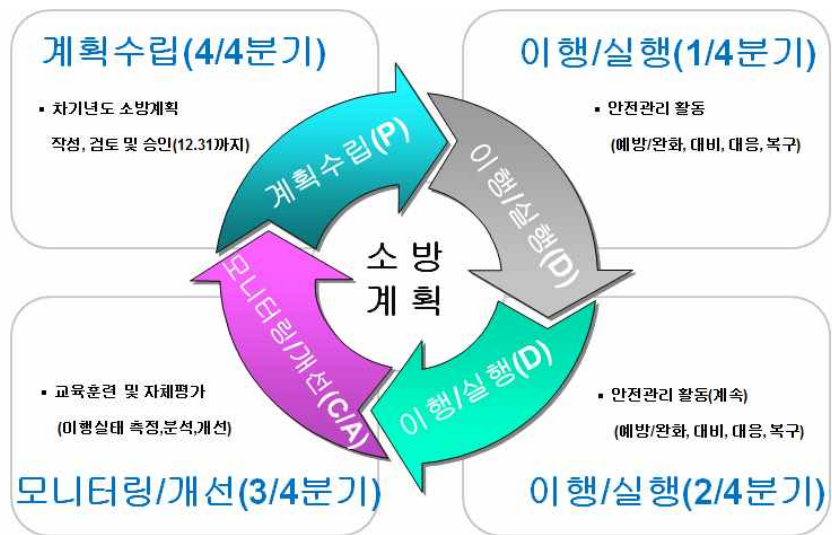 계획수립(4/4분기)
▪ 차기년도 소방계획
작성, 검토 및 승인(12.31까지)
이행/실행(1/4분기)
▪ 안전관리 활동
(예방/완화, 대비, 대응, 복구)
계획수립(P)
이행/실행(D)
소 방
계 획
모니터링/개선(C/A)
이행/실행(D)
▪ 교육훈련 및 자체평가
(이행실태 측정,분석,개선)
모니터링/개선(3/4분기)
▪ 안전관리 활동(계속)
(예방/완화, 대비, 대응, 복구)
이행/실행(2/4분기)